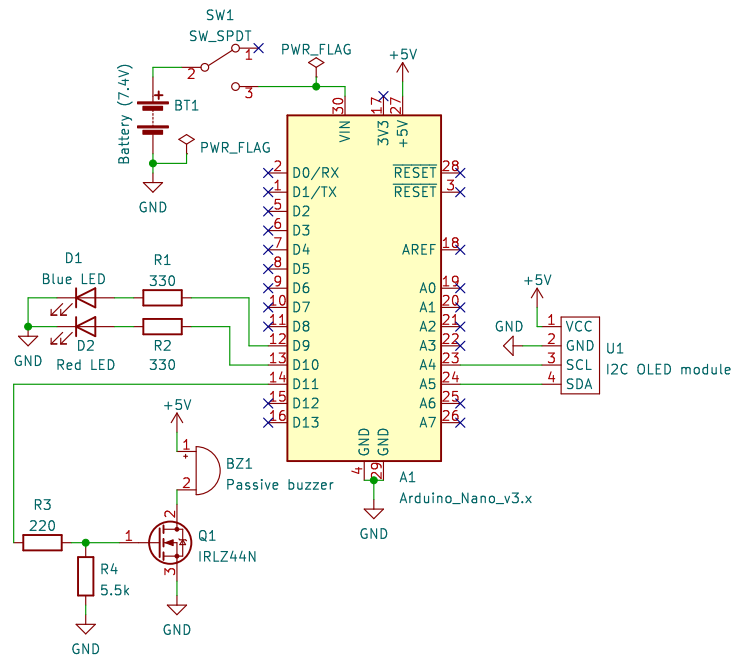 SW1
SW_SPDT
1
2
3
PWR_FLAG
+5V
Battery (7.4V)
+
BT1
PWR_FLAG
GND
30
17
27
VIN
3V3
+5V
2 D0/RX
1 D1/TX
5 D2
6 D3
7 D4
8 D5
9 D6
10 D7
11 D8
12 D9
13 D10
14 D11
15 D12
16 D13
RESET 28
RESET 3
AREF 18
A0 19
A1 20
A2 21
A3 22
A4 23
A5 24
A6 25
A7 26
GND
GND
4
29
A1
Arduino_Nano_v3.x
GND
D1
Blue LED
R1
330
D2
Red LED
R2
330
GND
+5V
GND
1 VCC
2 GND
3 SCL
4 SDA
U1
I2C OLED module
+5V
1
+
2
BZ1
Passive buzzer
R3
220
R4
5.5k
GND
1
2
3
Q1
IRLZ44N
GND